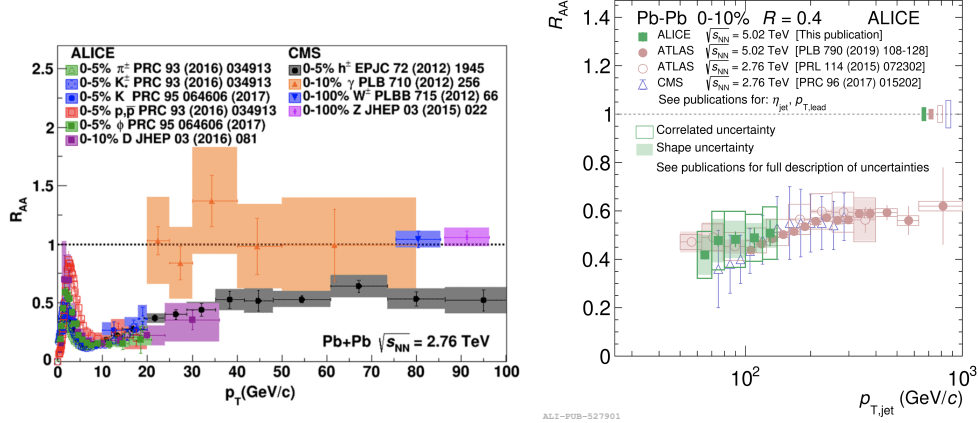 ALICE
0-5% π± PRC 93 (2016) 034913
0-5% K± PRC 93 (2016) 034913
0-5% K PRC 95 064606 (2017)
0-5% p,p̅ PRC 93 (2016) 034913
0-5% ϕ PRC 95 064606 (2017)
0-10% D JHEP 03 (2016) 081
CMS
0-5% h± EPJC 72 (2012) 1945
0-10% γ PLB 710 (2012) 256
0-100% W± PLBB 715 (2012) 66
0-100% Z JHEP 03 (2015) 022
2.5
2
1.5
1
0.5
0
R_AA
Pb+Pb √s_NN = 2.76 TeV
0 10 20 30 40 50 60 70 80 90 100
p_T(GeV/c)
R_AA
Pb-Pb 0-10% R = 0.4 ALICE
ALICE √s_NN = 5.02 TeV [This publication]
ATLAS √s_NN = 5.02 TeV [PLB 790 (2019) 108-128]
ATLAS √s_NN = 2.76 TeV [PRL 114 (2015) 072302]
CMS √s_NN = 2.76 TeV [PRC 96 (2017) 015202]
See publications for: η_jet, p_T,lead
Correlated uncertainty
Shape uncertainty
See publications for full description of uncertainties
1.4
1.2
1
0.8
0.6
0.4
0.2
0
10² 10³
p_T,jet (GeV/c)
ALI-PUB-527901